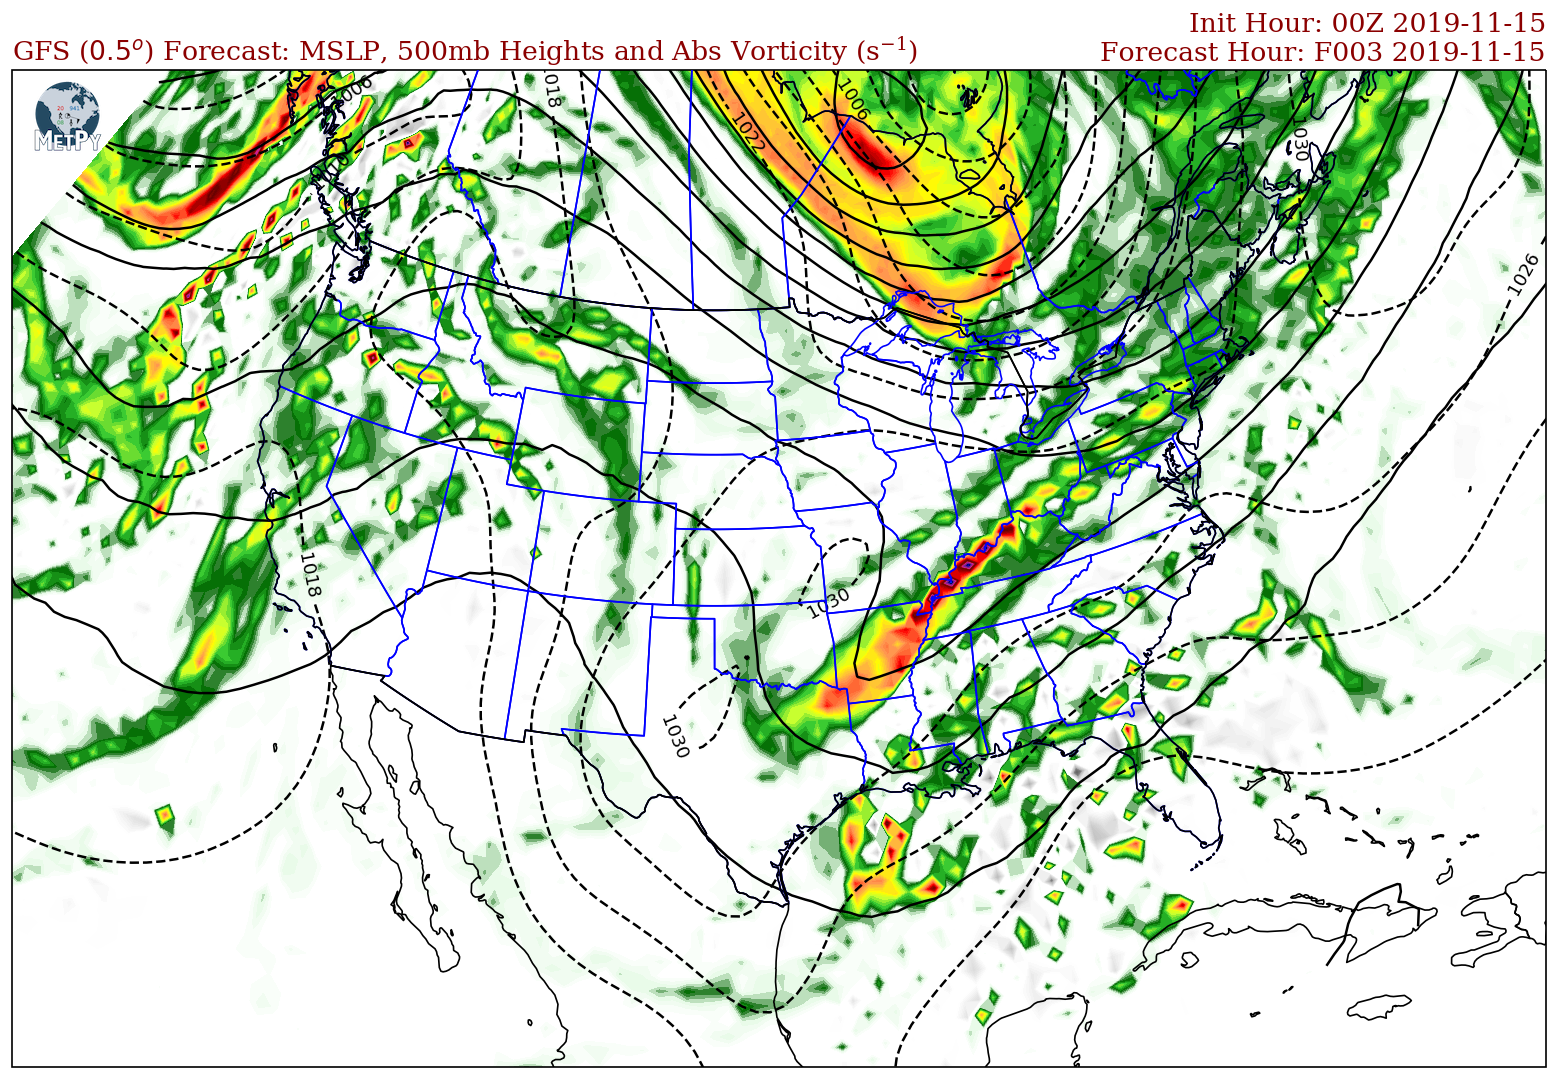 Init Hour: 00Z 2019-11-15
GFS (0.5°) Forecast: MSLP, 500mb Heights and Abs Vorticity (s⁻¹)
Forecast Hour: F003 2019-11-15
METPY
1006
1018
1022
1006
1030
1026
1018
1030
1030